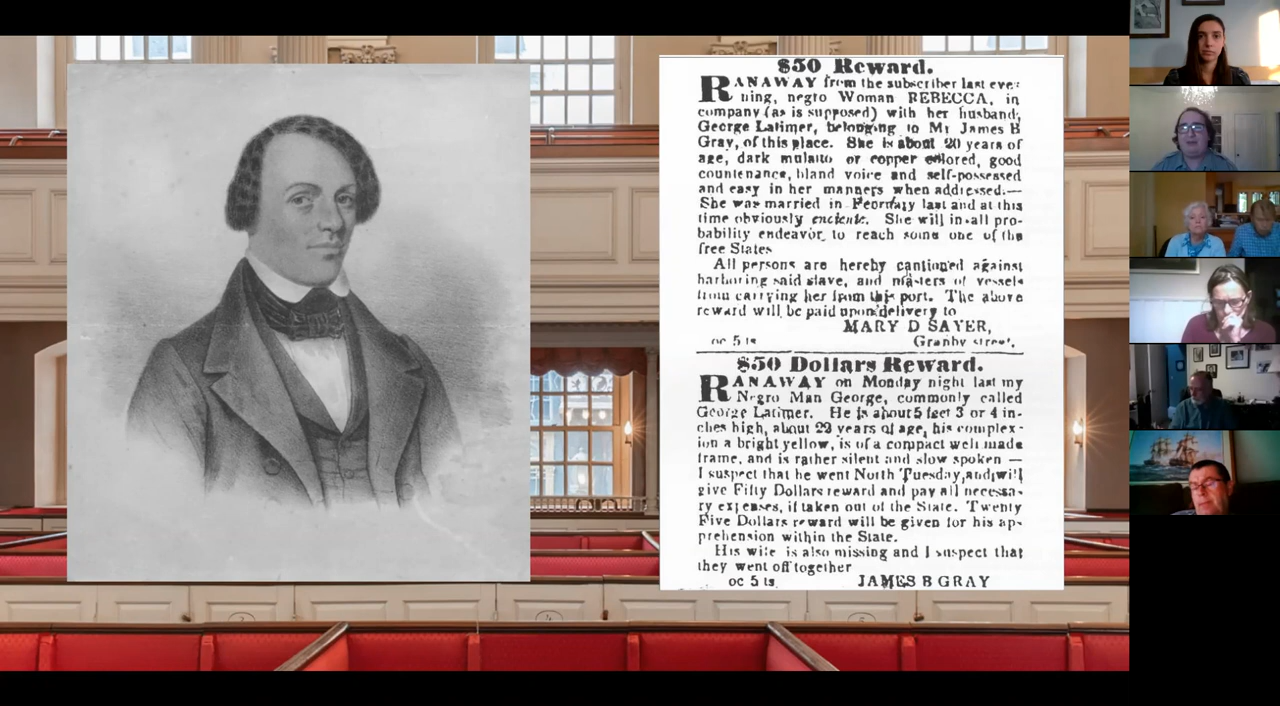 $50 Reward.
RANAWAY from the subscriber last eve-
ning, negro Woman REBECCA, in
company (as is supposed) with her husband,
George Latimer, belonging to Mr James B
Gray, of this place. She is about 20 years of
age, dark mulatto or copper colored, good
countenance, bland voice and self-possessed
and easy in her manners when addressed.—
She was married in February last and at this
time obviously enciente. She will in all pro-
bability endeavor to reach some one of the
free States
All persons are hereby cautioned against
harboring said slave, and masters of vessels
from carrying her from this port. The above
reward will be paid upon delivery to
MARY D SAYER,
oc 5 ts Granby street.
$50 Dollars Reward.
RANAWAY on Monday night last my
Negro Man George, commonly called
George Latimer. He is about 5 feet 3 or 4 in-
ches high, about 22 years of age, his complex-
ion a bright yellow, is of a compact well made
frame, and is rather silent and slow spoken —
I suspect that he went North Tuesday, and will
give Fifty Dollars reward and pay all necessa-
ry expenses, if taken out of the State. Twenty
Five Dollars reward will be given for his ap-
prehension within the State.
His wife is also missing and I suspect that
they went off together
oc 5 ts JAMES B GRAY